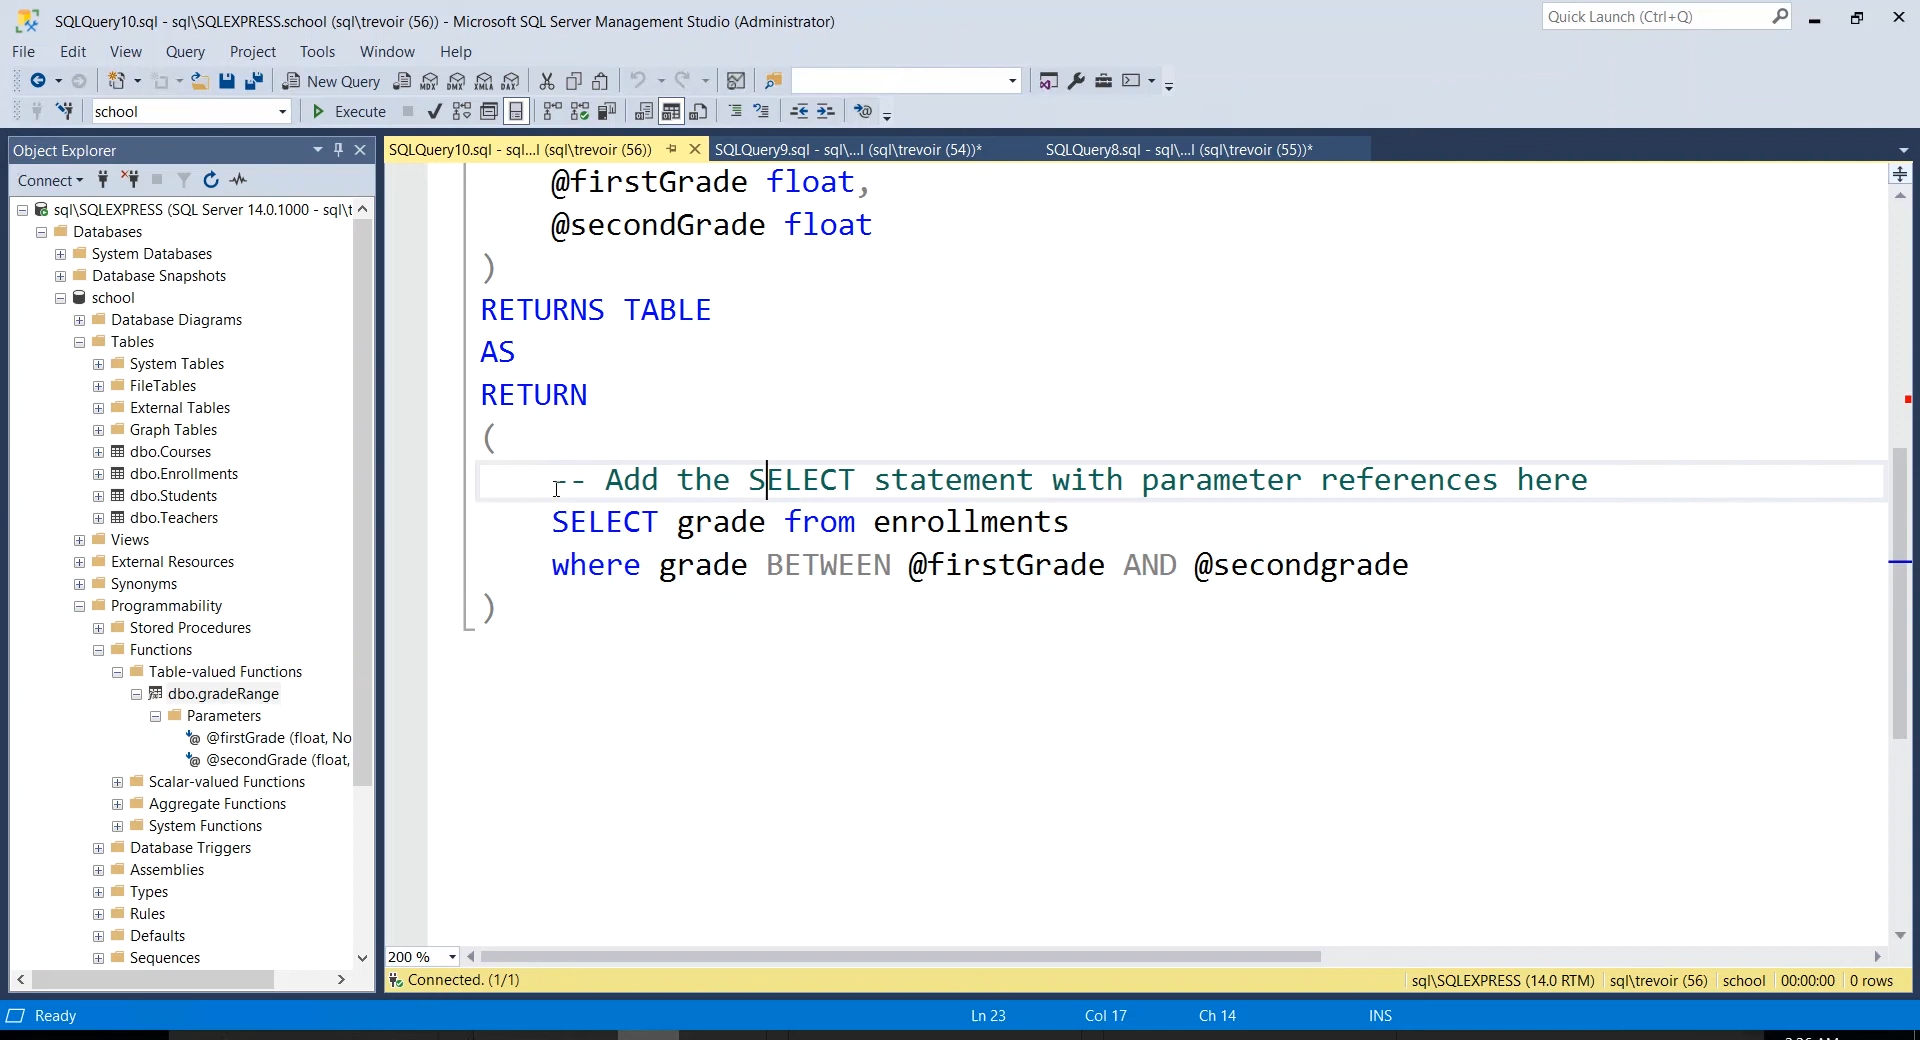 SQLQuery10.sql - sql\SQLEXPRESS.school (sql\trevoir (56)) - Microsoft SQL Server Management Studio (Administrator)
Quick Launch (Ctrl+Q)
File Edit View Query Project Tools Window Help
New Query MDX DMX XMLA DAX
school Execute
Object Explorer
SQLQuery10.sql - sql...l (sql\trevoir (56)) SQLQuery9.sql - sql\...l (sql\trevoir (54))* SQLQuery8.sql - sql\...l (sql\trevoir (55))*
Connect
sql\SQLEXPRESS (SQL Server 14.0.1000 - sql\t
Databases
System Databases
Database Snapshots
school
Database Diagrams
Tables
System Tables
FileTables
External Tables
Graph Tables
dbo.Courses
dbo.Enrollments
dbo.Students
dbo.Teachers
Views
External Resources
Synonyms
Programmability
Stored Procedures
Functions
Table-valued Functions
dbo.gradeRange
Parameters
@firstGrade (float, No
@secondGrade (float,
Scalar-valued Functions
Aggregate Functions
System Functions
Database Triggers
Assemblies
Types
Rules
Defaults
Sequences
@firstGrade float,
@secondGrade float
)
RETURNS TABLE
AS
RETURN
(
-- Add the SELECT statement with parameter references here
SELECT grade from enrollments
where grade BETWEEN @firstGrade AND @secondgrade
)
200 %
Connected. (1/1) sql\SQLEXPRESS (14.0 RTM) sql\trevoir (56) school 00:00:00 0 rows
Ready Ln 23 Col 17 Ch 14 INS